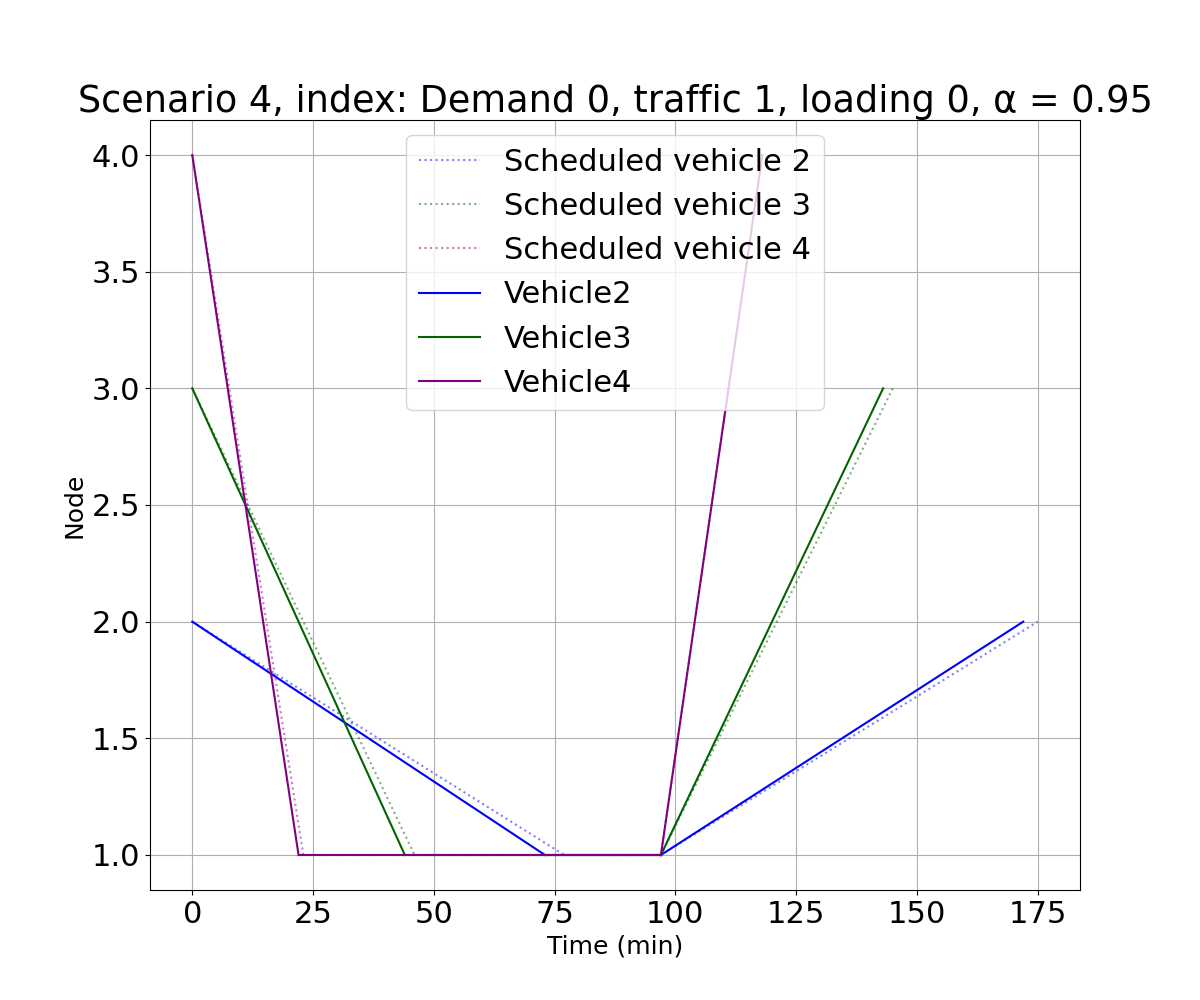 Scenario 4, index: Demand 0, traffic 1, loading 0, α = 0.95
4.0
3.5
3.0
2.5
2.0
1.5
1.0
Node
Scheduled vehicle 2
Scheduled vehicle 3
Scheduled vehicle 4
Vehicle2
Vehicle3
Vehicle4
0 25 50 75 100 125 150 175
Time (min)